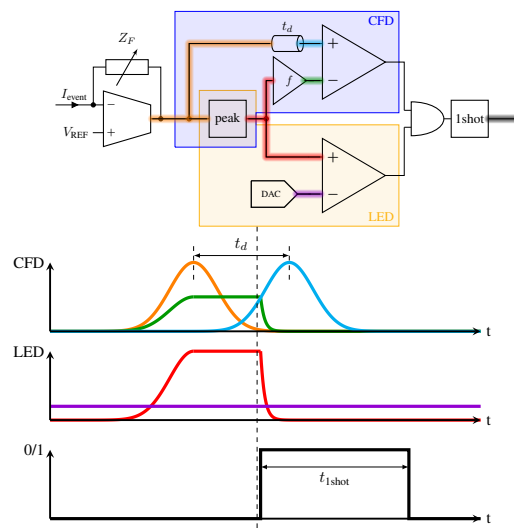 t_d
CFD
Z_F
+
−
f
I_event
−
+
V_REF
peak
1shot
+
−
DAC
LED
t_d
CFD
t
LED
t
0/1
t_1shot
t